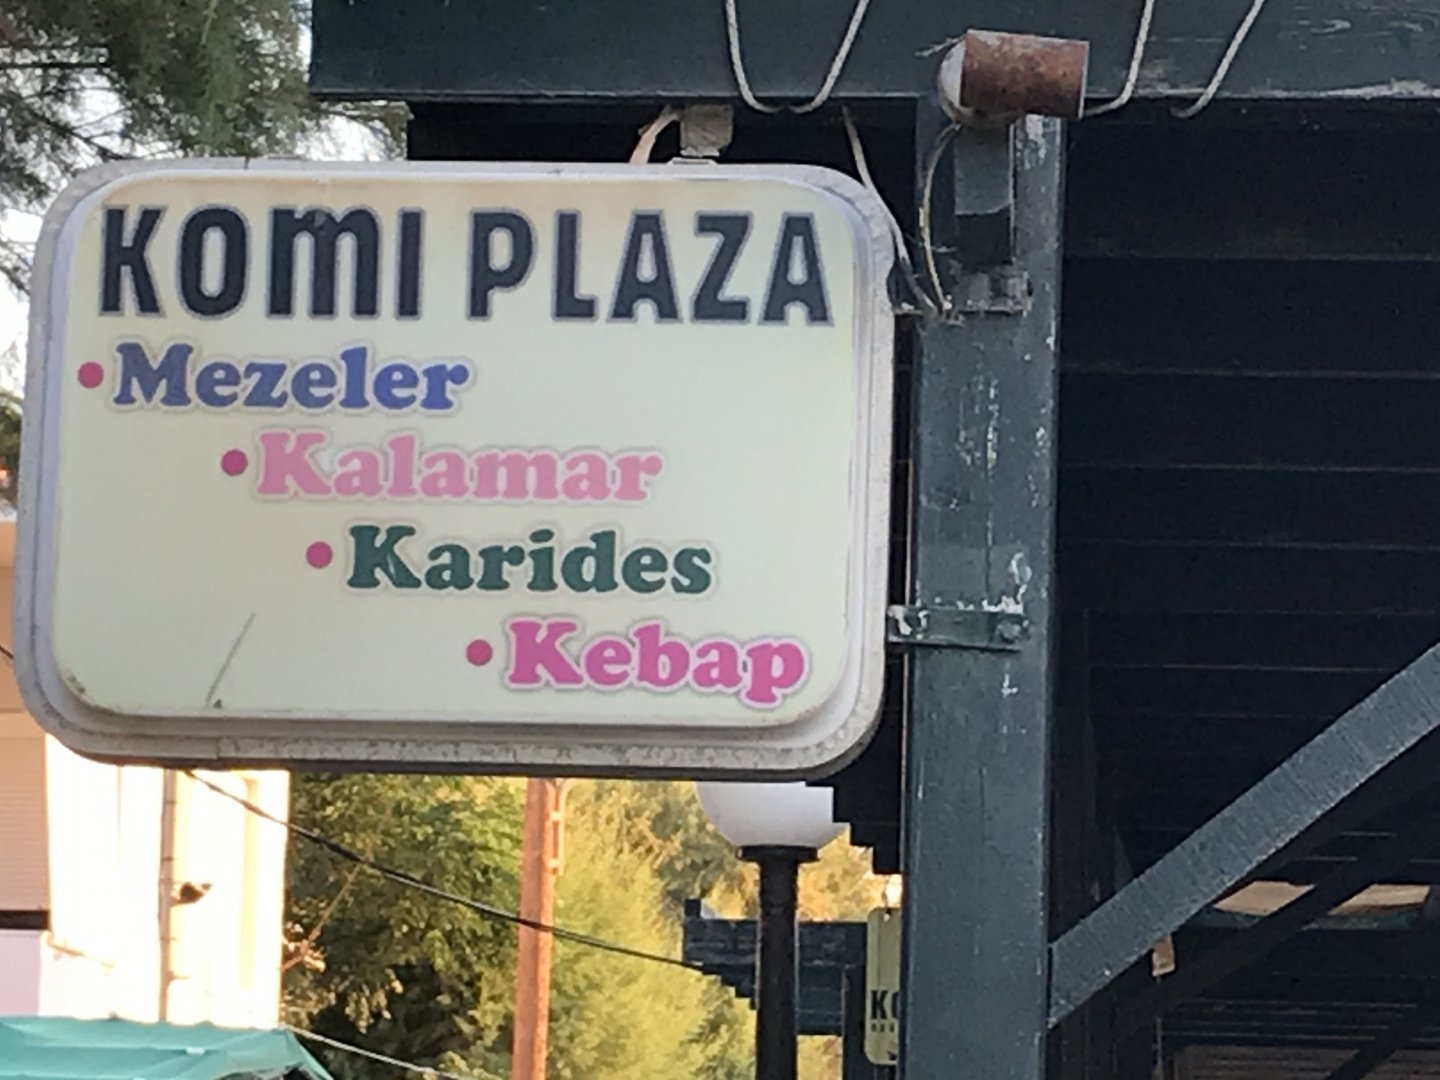 KOMI PLAZA
• Mezeler
• Kalamar
• Karides
• Kebap